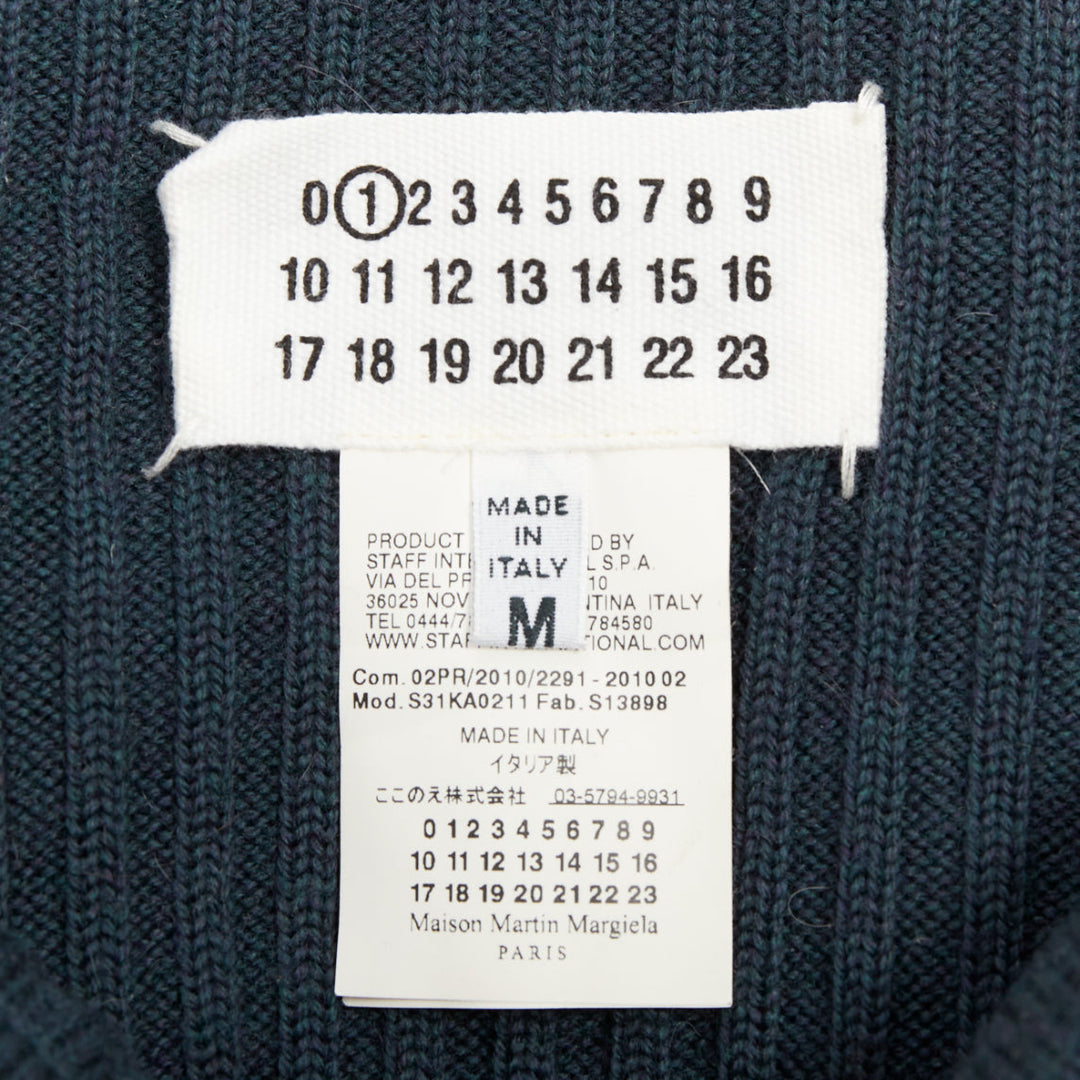 0 1 2 3 4 5 6 7 8 9
10 11 12 13 14 15 16
17 18 19 20 21 22 23
MADE
IN
ITALY
M
PRODUCT D BY
STAFF INTE L S.P.A.
VIA DEL PR 10
36025 NOV NTINA ITALY
TEL 0444/78 784580
WWW.STAF TIONAL.COM
Com. 02PR/2010/2291 - 2010 02
Mod. S31KA0211 Fab. S13898
MADE IN ITALY
イタリア製
ここのえ株式会社 03-5794-9931
0 1 2 3 4 5 6 7 8 9
10 11 12 13 14 15 16
17 18 19 20 21 22 23
Maison Martin Margiela
PARIS